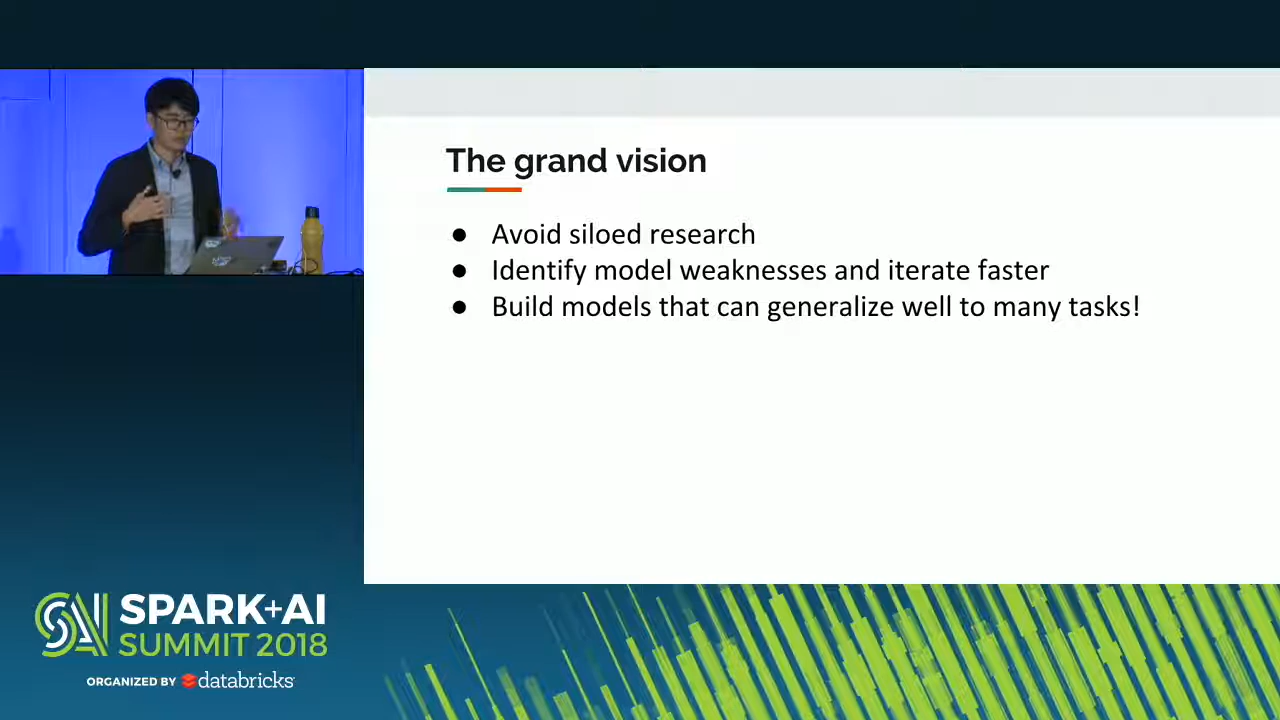 The grand vision
● Avoid siloed research
● Identify model weaknesses and iterate faster
● Build models that can generalize well to many tasks!
SPARK+AI
SUMMIT 2018
ORGANIZED BY databricks